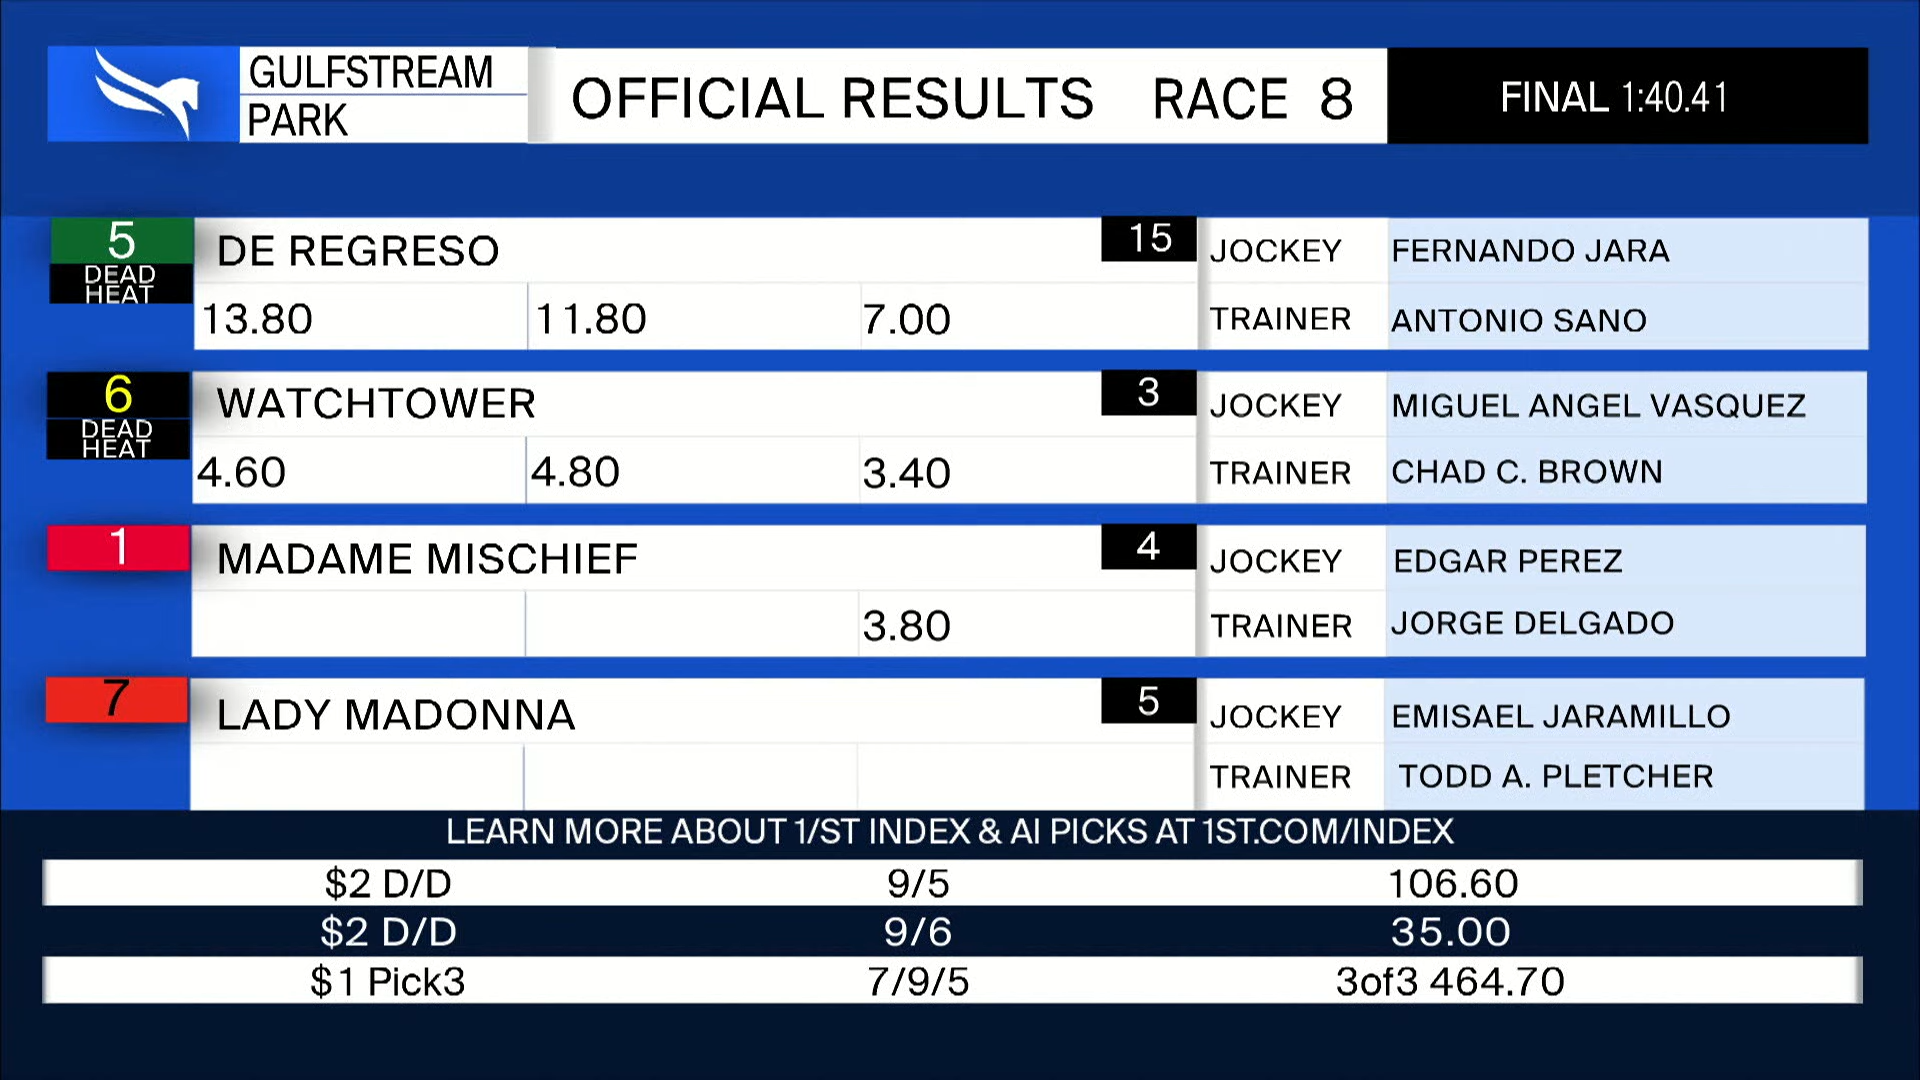 GULFSTREAM
PARK
OFFICIAL RESULTS RACE 8
FINAL 1:40.41
5
DEAD
HEAT
DE REGRESO
15
JOCKEY
FERNANDO JARA
13.80 11.80 7.00
TRAINER
ANTONIO SANO
6
DEAD
HEAT
WATCHTOWER
3
JOCKEY
MIGUEL ANGEL VASQUEZ
4.60 4.80 3.40
TRAINER
CHAD C. BROWN
1
MADAME MISCHIEF
4
JOCKEY
EDGAR PEREZ
3.80
TRAINER
JORGE DELGADO
7
LADY MADONNA
5
JOCKEY
EMISAEL JARAMILLO
TRAINER
TODD A. PLETCHER
LEARN MORE ABOUT 1/ST INDEX & AI PICKS AT 1ST.COM/INDEX
$2 D/D 9/5 106.60
$2 D/D 9/6 35.00
$1 Pick3 7/9/5 3of3 464.70